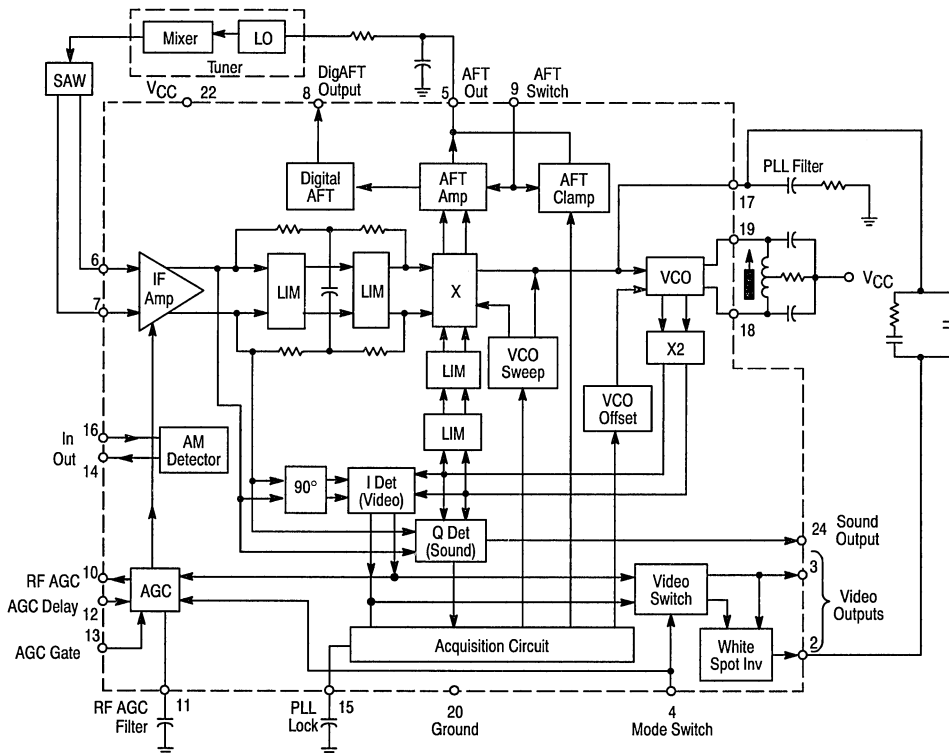 Mixer
LO
Tuner
SAW
VCC
22
DigAFT
Output
8
AFT
Out
5
9
AFT
Switch
Digital
AFT
AFT
Amp
AFT
Clamp
PLL Filter
17
6
7
IF
Amp
LIM
LIM
X
VCO
19
18
VCC
X2
LIM
VCO
Sweep
VCO
Offset
LIM
In
16
Out
14
AM
Detector
90°
I Det
(Video)
Q Det
(Sound)
24
Sound
Output
RF AGC
10
AGC Delay
12
AGC Gate
13
AGC
Video
Switch
3
Video
Outputs
2
White
Spot Inv
Acquisition Circuit
RF AGC
Filter
11
PLL
Lock
15
20
Ground
4
Mode Switch